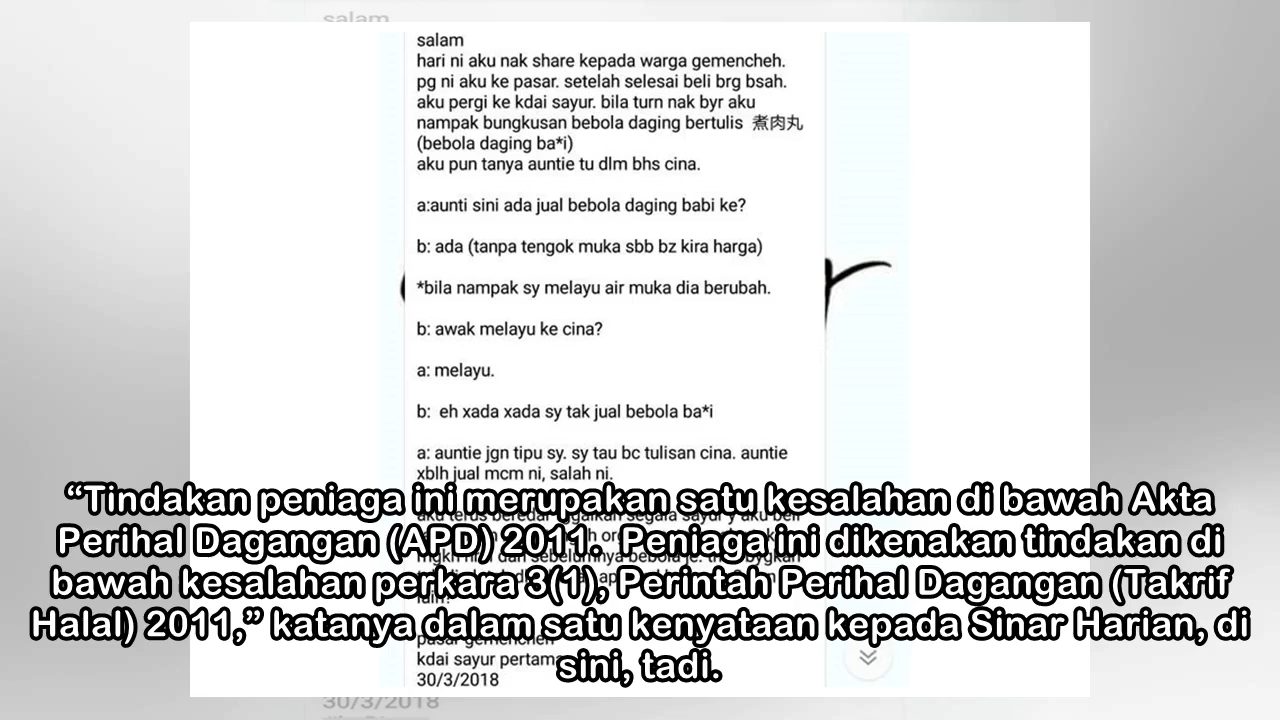 salam
salam
hari ni aku nak share kepada warga gemencheh.
pg ni aku ke pasar. setelah selesai beli brg bsah.
aku pergi ke kdai sayur. bila turn nak byr aku
nampak bungkusan bebola daging bertulis 煮肉丸
(bebola daging ba*i)
aku pun tanya auntie tu dlm bhs cina.
a:aunti sini ada jual bebola daging babi ke?
b: ada (tanpa tengok muka sbb bz kira harga)
*bila nampak sy melayu air muka dia berubah.
b: awak melayu ke cina?
a: melayu.
b: eh xada xada sy tak jual bebola ba*i
a: auntie jgn tipu sy. sy tau bc tulisan cina. auntie
xblh jual mcm ni, salah ni.
“Tindakan peniaga ini merupakan satu kesalahan di bawah Akta
Perihal Dagangan (APD) 2011. Peniaga ini dikenakan tindakan di
bawah kesalahan perkara 3(1), Perintah Perihal Dagangan (Takrif
Halal) 2011,” katanya dalam satu kenyataan kepada Sinar Harian, di
sini, tadi.
pasar gemencheh
kdai sayur pertama
30/3/2018
30/3/2018